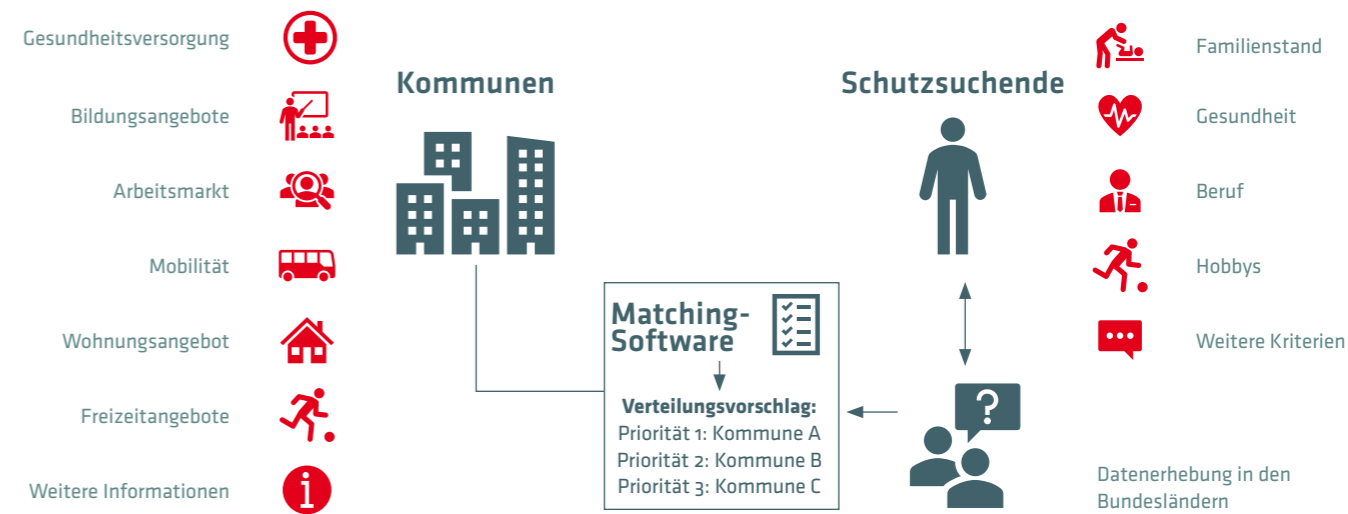 Gesundheitsversorgung
Bildungsangebote
Arbeitsmarkt
Mobilität
Wohnungsangebot
Freizeitangebote
Weitere Informationen
Kommunen
Matching-
Software
Verteilungsvorschlag:
Priorität 1: Kommune A
Priorität 2: Kommune B
Priorität 3: Kommune C
Schutzsuchende
?
Familienstand
Gesundheit
Beruf
Hobbys
Weitere Kriterien
Datenerhebung in den
Bundesländern